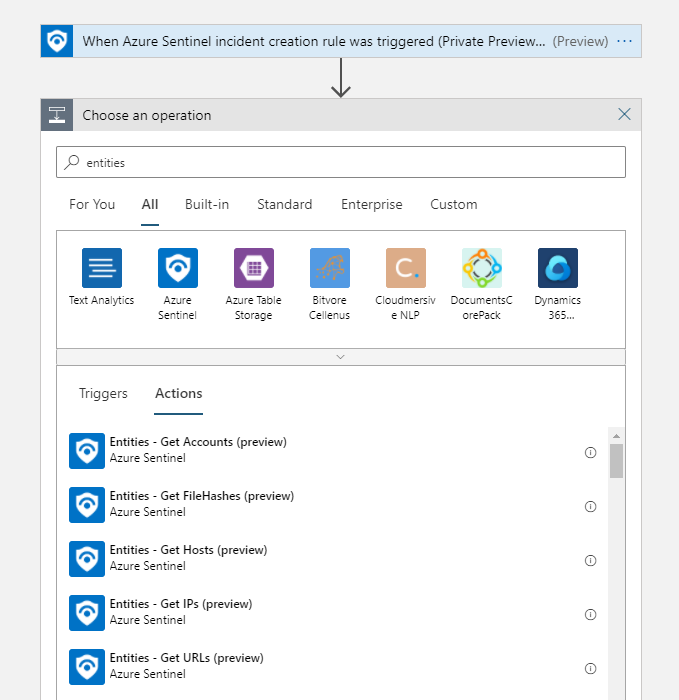 When Azure Sentinel incident creation rule was triggered (Private Preview... (Preview) ...
Choose an operation
entities
For You All Built-in Standard Enterprise Custom
Text Analytics
Azure
Sentinel
Azure Table
Storage
Bitvore
Cellenus
Cloudmersiv
e NLP
DocumentsC
orePack
Dynamics
365...
Triggers Actions
Entities - Get Accounts (preview)
Azure Sentinel
Entities - Get FileHashes (preview)
Azure Sentinel
Entities - Get Hosts (preview)
Azure Sentinel
Entities - Get IPs (preview)
Azure Sentinel
Entities - Get URLs (preview)
Azure Sentinel